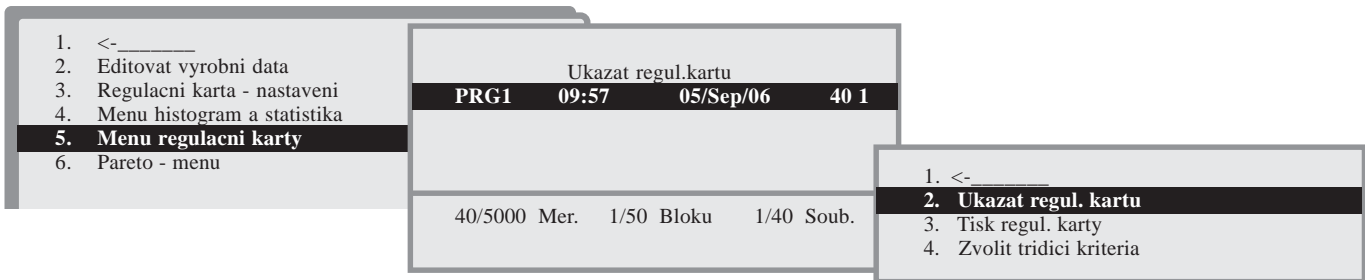 1. <-_______
2. Editovat vyrobni data
3. Regulacni karta - nastaveni
4. Menu histogram a statistika
5. Menu regulacni karty
6. Pareto - menu
Ukazat regul.kartu
PRG1 09:57 05/Sep/06 40 1
40/5000 Mer. 1/50 Bloku 1/40 Soub.
1. <-_______
2. Ukazat regul. kartu
3. Tisk regul. karty
4. Zvolit tridici kriteria